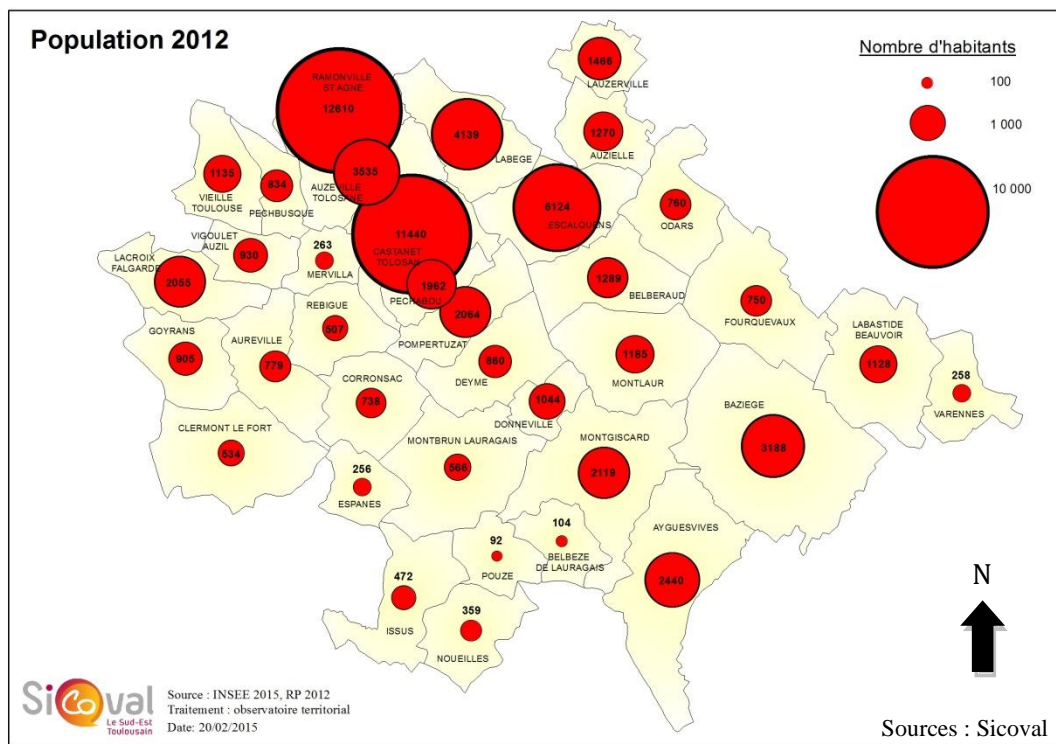 Population 2012
Nombre d'habitants
100
1 000
10 000
RAMONVILLE
ST AGNE
12610
1466
LAUZERVILLE
4139
LABEGE
1270
AUZIELLE
3535
AUZEVILLE
TOLOSANE
1135
VIEILLE
TOULOUSE
834
PECHBUSQUE
6124
ESCALQUENS
760
ODARS
11440
CASTANET
TOLOSAN
VIGOULET
AUZIL
930
263
MERVILLA
LACROIX
FALGARDE
2055
1962
PECHABOU
1289
BELBERAUD
750
FOURQUEVAUX
REBIGUE
507
2064
POMPERTUZAT
GOYRANS
905
AUREVILLE
779
860
DEYME
1185
MONTLAUR
LABASTIDE
BEAUVOIR
1128
258
VARENNES
CORRONSAC
738
1044
DONNEVILLE
BAZIEGE
3188
CLERMONT LE FORT
534
MONTBRUN LAURAGAIS
566
MONTGISCARD
2119
256
ESPANES
AYGUESVIVES
2440
92
POUZE
104
BELBEZE
DE LAURAGAIS
472
ISSUS
359
NOUEILLES
N
Sicoval
Le Sud-Est
Toulousain
Source : INSEE 2015, RP 2012
Traitement : observatoire territorial
Date: 20/02/2015
Sources : Sicoval